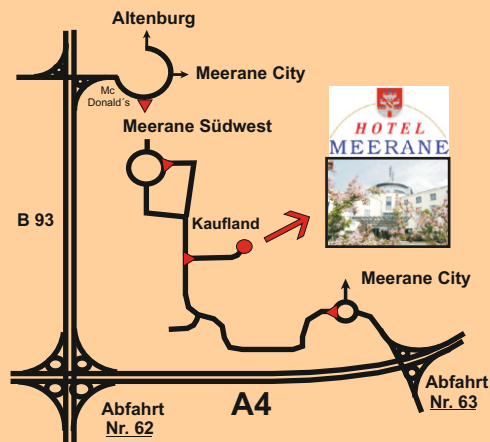 Altenburg
Meerane City
Mc
Donald´s
Meerane Südwest
HOTEL
MEERANE
B 93
Kaufland
Meerane City
A4
Abfahrt
Nr. 62
Abfahrt
Nr. 63